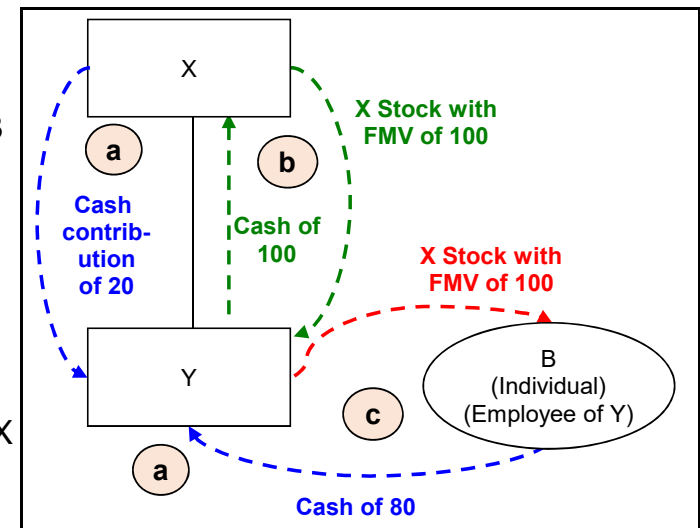 X
B
a
b
X Stock with
FMV of 100
Cash
contrib-
ution
of 20
Cash of
100
X Stock with
FMV of 100
Y
B
(Individual)
(Employee of Y)
c
X
a
Cash of 80